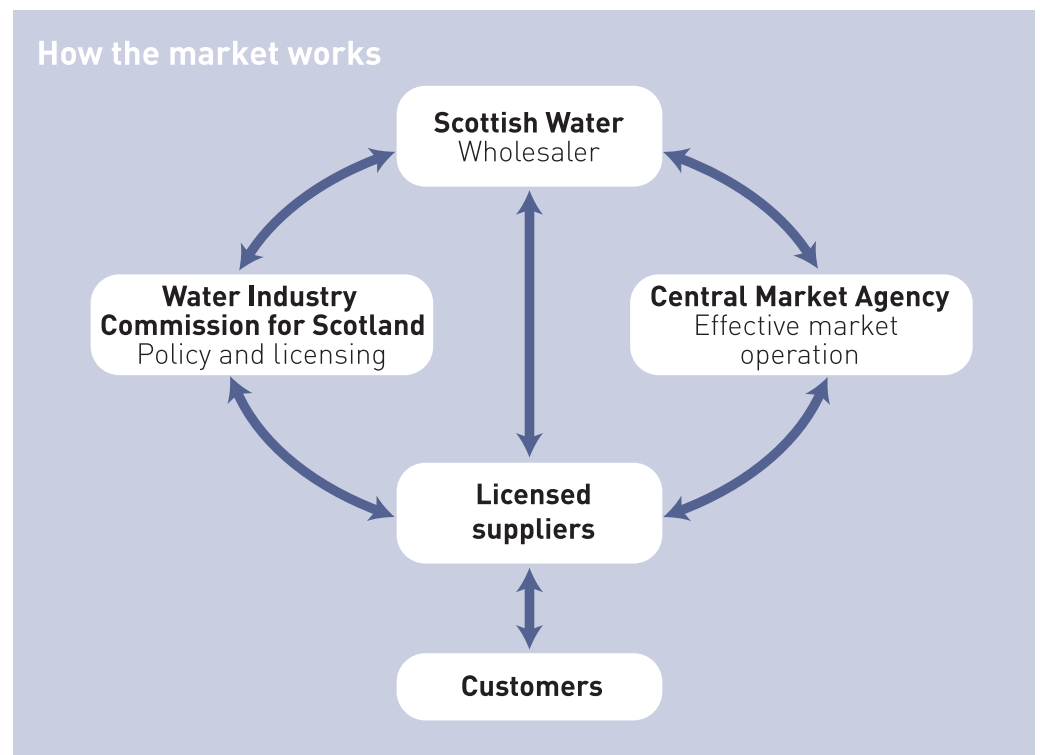 How the market works
Scottish Water
Wholesaler
Water Industry
Commission for Scotland
Policy and licensing
Central Market Agency
Effective market
operation
Licensed
suppliers
Customers